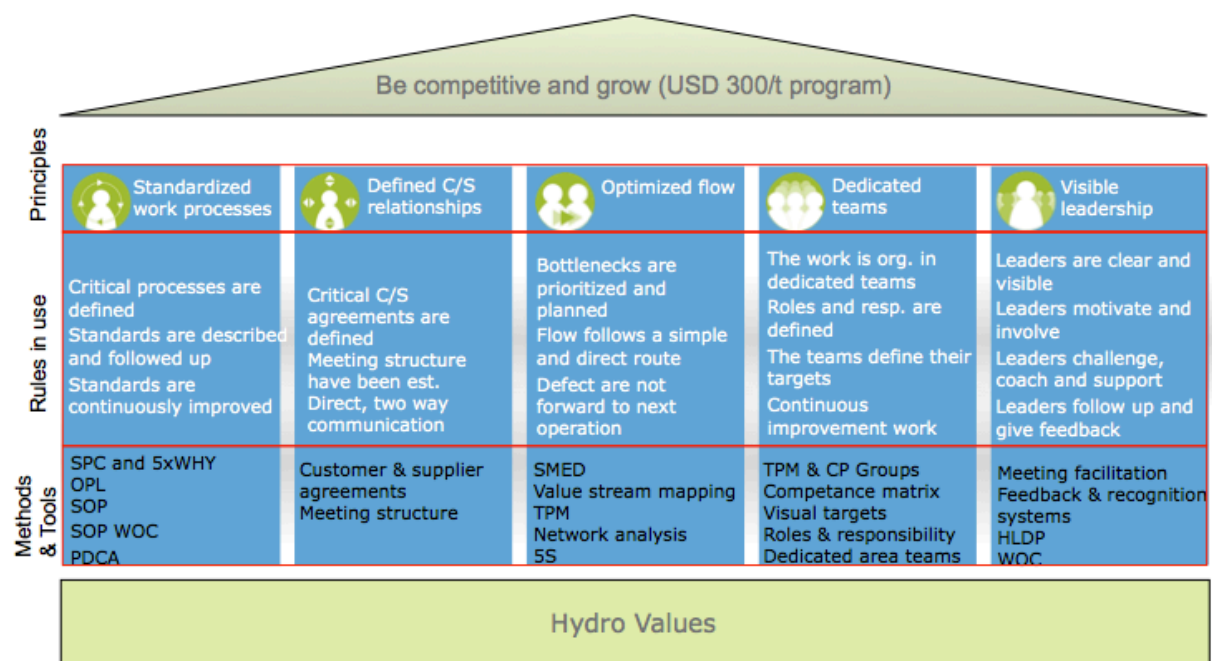 Be competitive and grow (USD 300/t program)
Principles
Standardized
work processes
Defined C/S
relationships
Optimized flow
Dedicated
teams
Visible
leadership
Rules in use
Critical processes are
defined
Standards are described
and followed up
Standards are
continuously improved
Critical C/S
agreements are
defined
Meeting structure
have been est.
Direct, two way
communication
Bottlenecks are
prioritized and
planned
Flow follows a simple
and direct route
Defect are not
forward to next
operation
The work is org. in
dedicated teams
Roles and resp. are
defined
The teams define their
targets
Continuous
improvement work
Leaders are clear and
visible
Leaders motivate and
involve
Leaders challenge,
coach and support
Leaders follow up and
give feedback
Methods
& Tools
SPC and 5xWHY
OPL
SOP
SOP WOC
PDCA
Customer & supplier
agreements
Meeting structure
SMED
Value stream mapping
TPM
Network analysis
5S
TPM & CP Groups
Competance matrix
Visual targets
Roles & responsibility
Dedicated area teams
Meeting facilitation
Feedback & recognition
systems
HLDP
WOC
Hydro Values